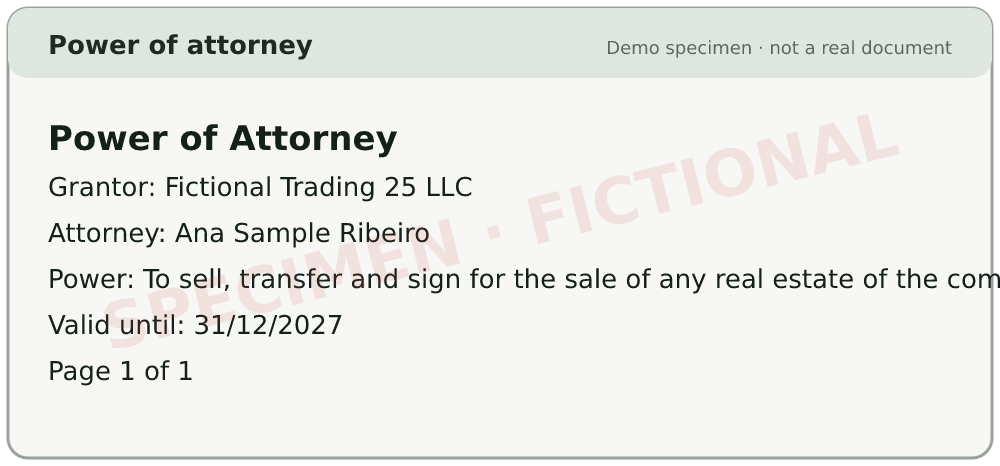 Power of attorney
Demo specimen · not a real document
Power of Attorney
Grantor: Fictional Trading 25 LLC
Attorney: Ana Sample Ribeiro
Power: To sell, transfer and sign for the sale of any real estate of the
Valid until: 31/12/2027
Page 1 of 1
SPECIMEN · FICTIONAL